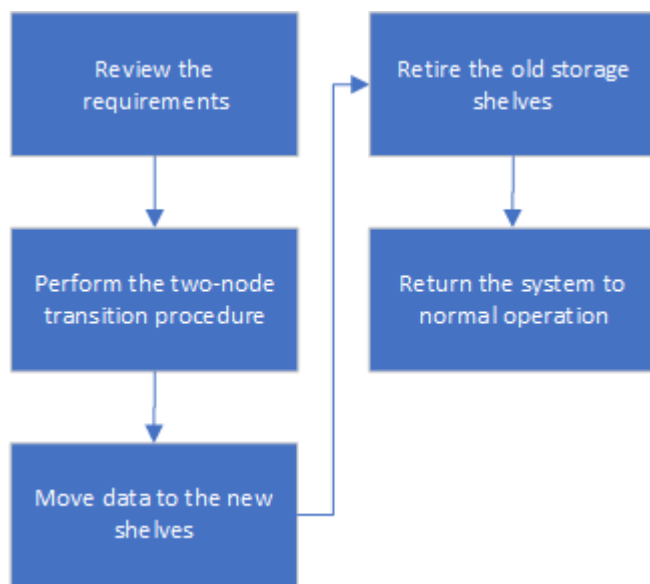 Review the
requirements
Perform the two-node
transition procedure
Move data to the new
shelves
Retire the old storage
shelves
Return the system to
normal operation